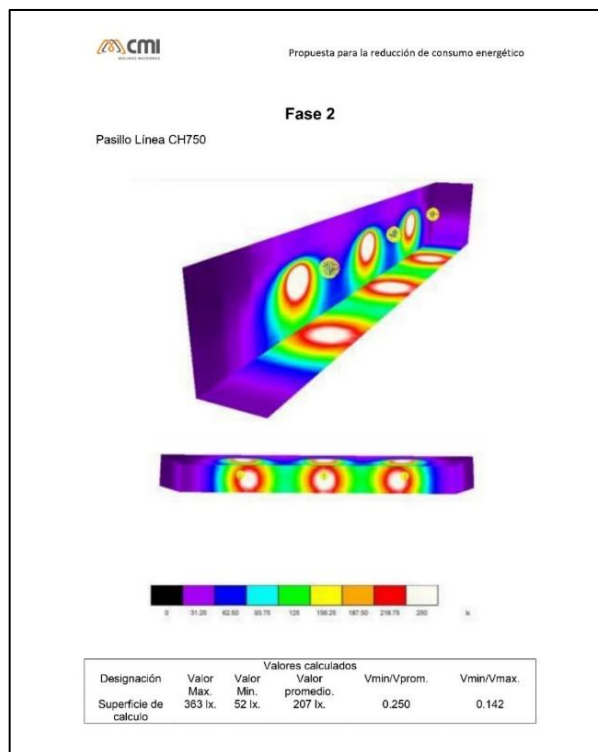 CMI
MOLINOS MODERNOS
Propuesta para la reducción de consumo energético
Fase 2
Pasillo Línea CH750
0 31.25 62.50 93.75 125 156.25 187.50 218.75 250 lx
Valores calculados
Designación Valor Max. Valor Min. Valor promedio. Vmin/Vprom. Vmin/Vmax.
Superficie de calculo 363 lx. 52 lx. 207 lx. 0.250 0.142